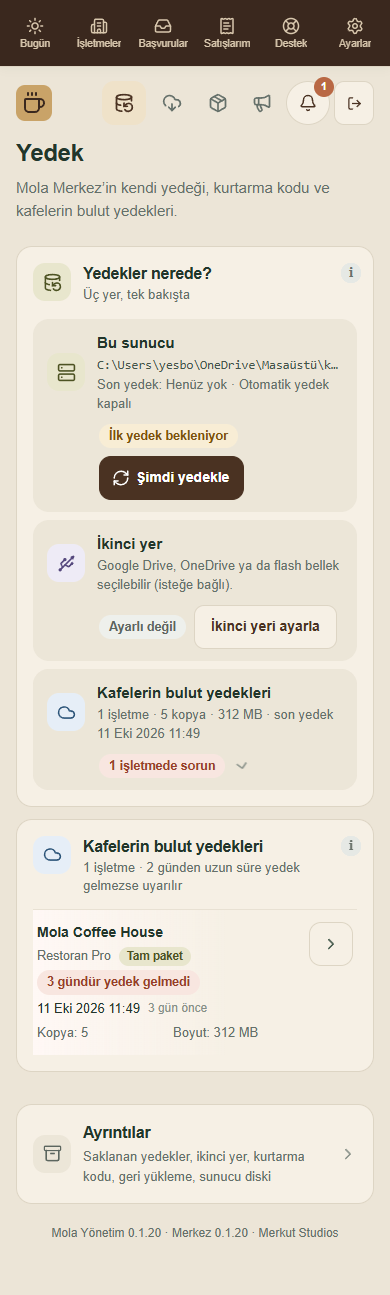 Bugün
İşletmeler
Başvurular
Satışlarım
Destek
Ayarlar
1
Yedek
Mola Merkez'in kendi yedeği, kurtarma kodu ve
kafelerin bulut yedekleri.
Yedekler nerede?
i
Üç yer, tek bakışta
Bu sunucu
C:\Users\yesbo\OneDrive\Masaüstü\k…
Son yedek: Henüz yok · Otomatik yedek
kapalı
İlk yedek bekleniyor
Şimdi yedekle
İkinci yer
Google Drive, OneDrive ya da flash bellek
seçilebilir (isteğe bağlı).
Ayarlı değil
İkinci yeri ayarla
Kafelerin bulut yedekleri
1 işletme · 5 kopya · 312 MB · son yedek
11 Eki 2026 11:49
1 işletmede sorun
Kafelerin bulut yedekleri
i
1 işletme · 2 günden uzun süre yedek
gelmezse uyarılır
Mola Coffee House
Restoran Pro Tam paket
3 gündür yedek gelmedi
11 Eki 2026 11:49 3 gün önce
Kopya: 5 Boyut: 312 MB
Ayrıntılar
Saklanan yedekler, ikinci yer, kurtarma
kodu, geri yükleme, sunucu diski
Mola Yönetim 0.1.20 · Merkez 0.1.20 · Merkut Studios